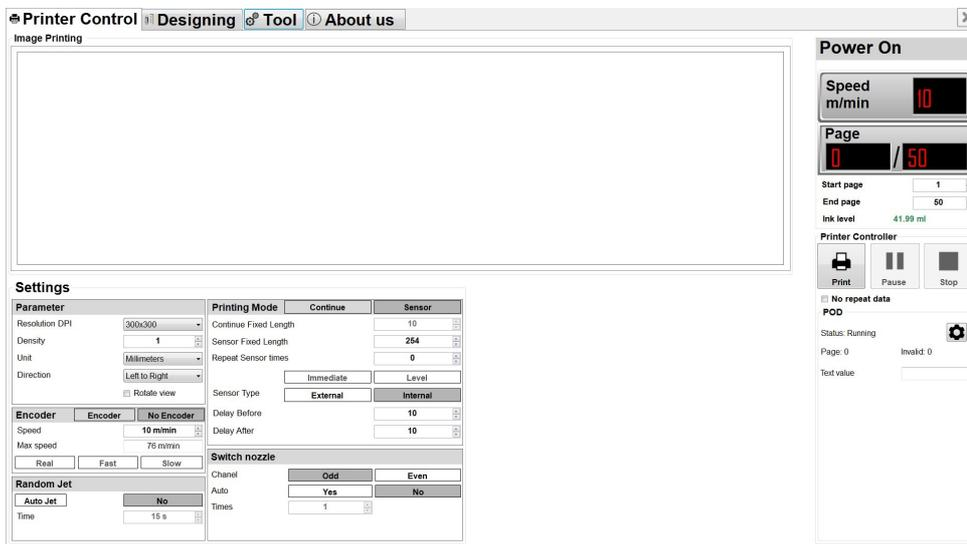 Printer Control Designing Tool About us
Image Printing
Power On
Speed
m/min
10
Page
0 / 50
Start page 1
End page 50
Ink level 41.99 ml
Printer Controller
Print Pause Stop
No repeat data
POD
Status: Running
Page: 0 Invalid: 0
Text value
Settings
Parameter
Resolution DPI 300x300
Density 1
Unit Millimeters
Direction Left to Right
Rotate view
Encoder Encoder No Encoder
Speed 10 m/min
Max speed 76 m/min
Real Fast Slow
Random Jet
Auto Jet No
Time 15 s
Printing Mode Continue Sensor
Continue Fixed Length 10
Sensor Fixed Length 254
Repeat Sensor times 0
Immediate Level
Sensor Type External Internal
Delay Before 10
Delay After 10
Switch nozzle
Chanel Odd Even
Auto Yes No
Times 1